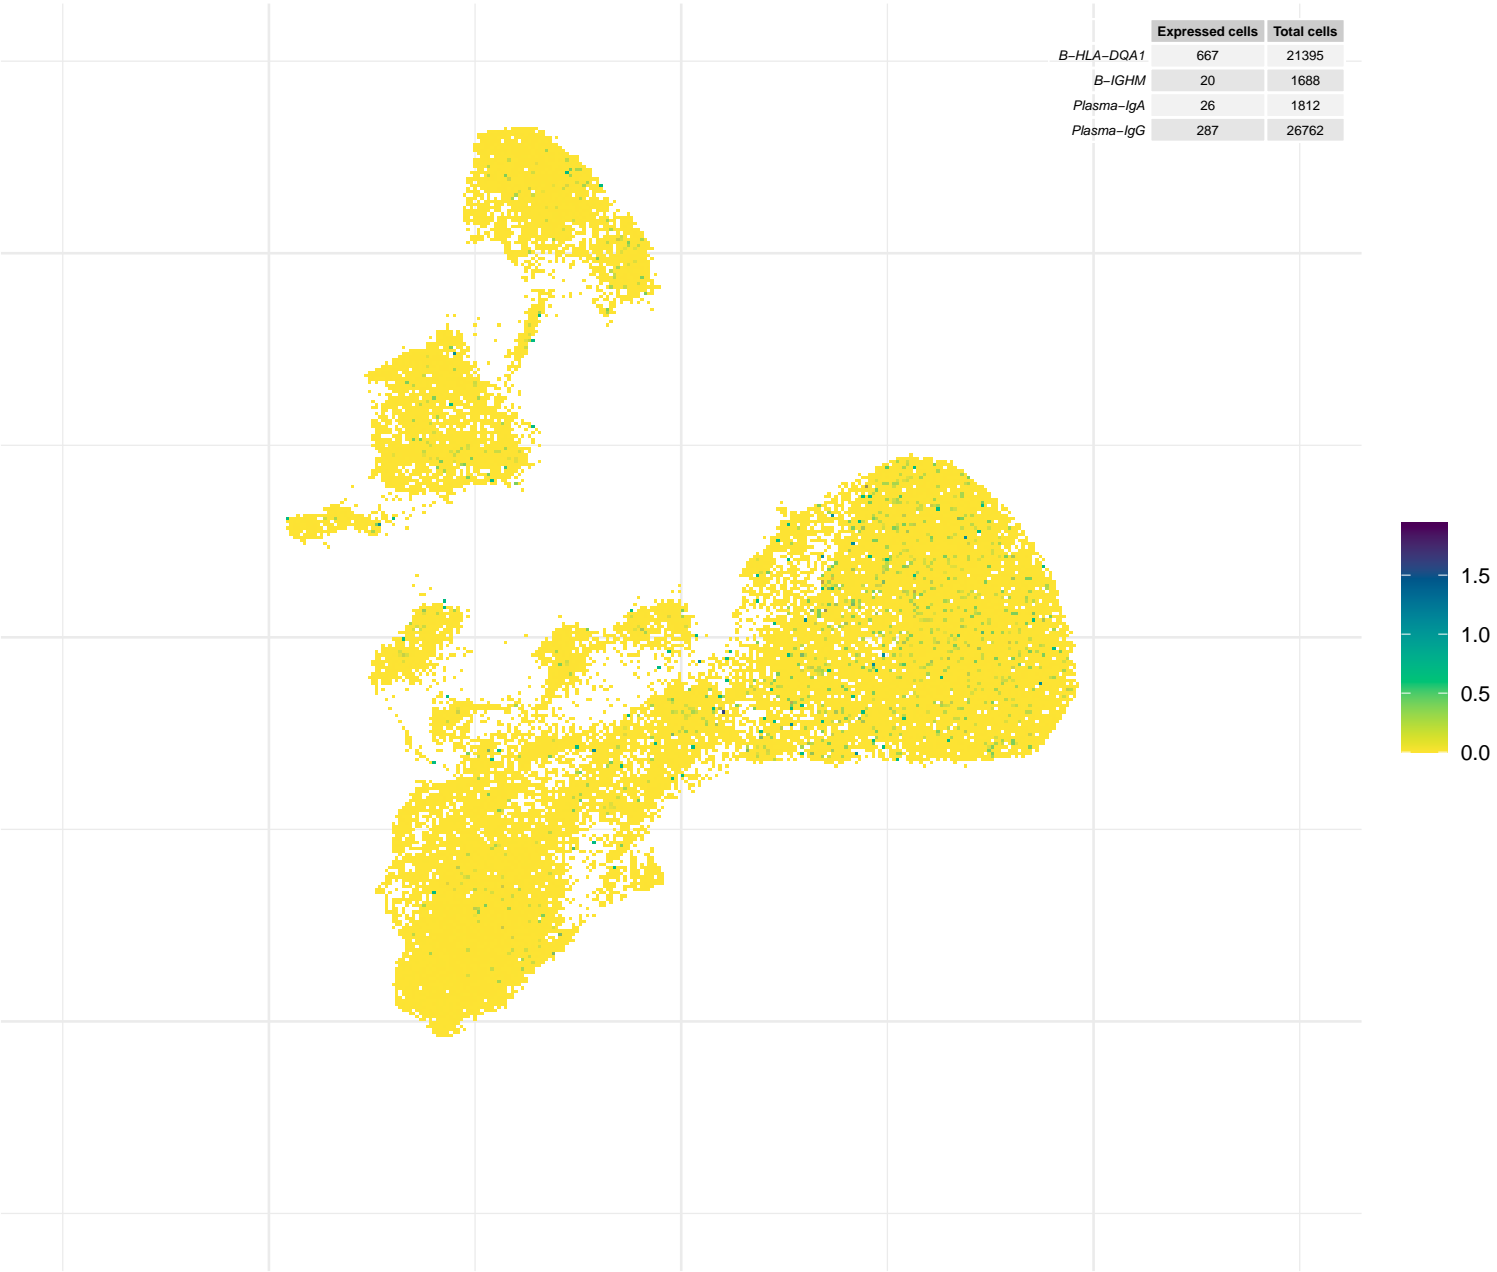 Expressed cells Total cells
B−HLA−DQA1 667 21395
B−IGHM 20 1688
Plasma−IgA 26 1812
Plasma−IgG 287 26762
1.5
1.0
0.5
0.0